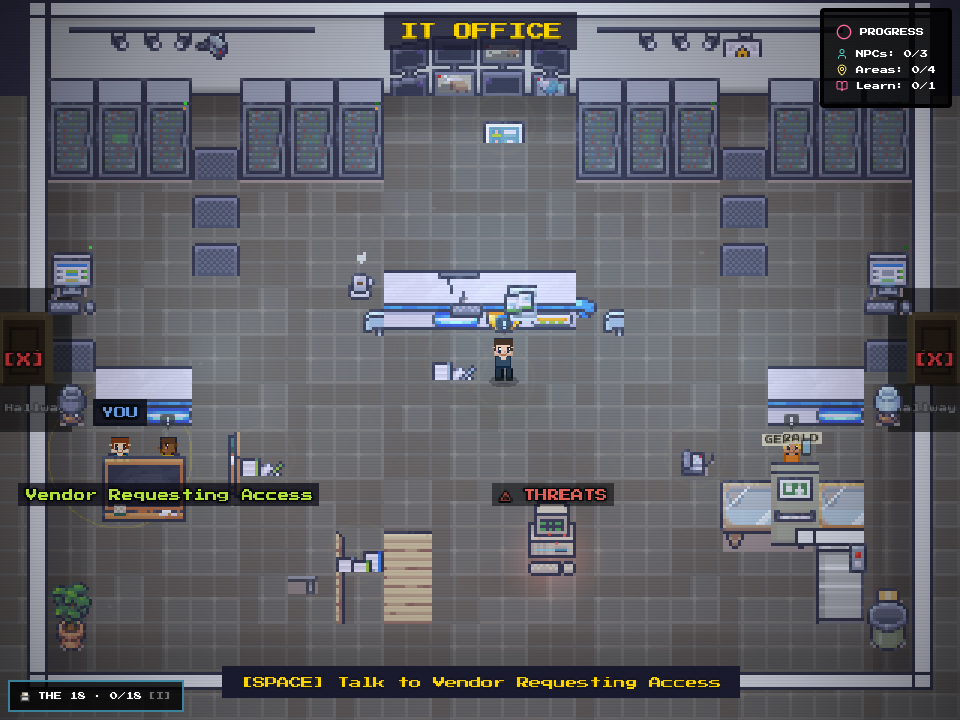 IT OFFICE
PROGRESS
NPCs: 0/3
Areas: 0/4
Learn: 0/1
[X]
[X]
Hallway
YOU
GERALD
Vendor Requesting Access
THREATS
[SPACE] Talk to Vendor Requesting Access
THE 18 · 0/18 [I]